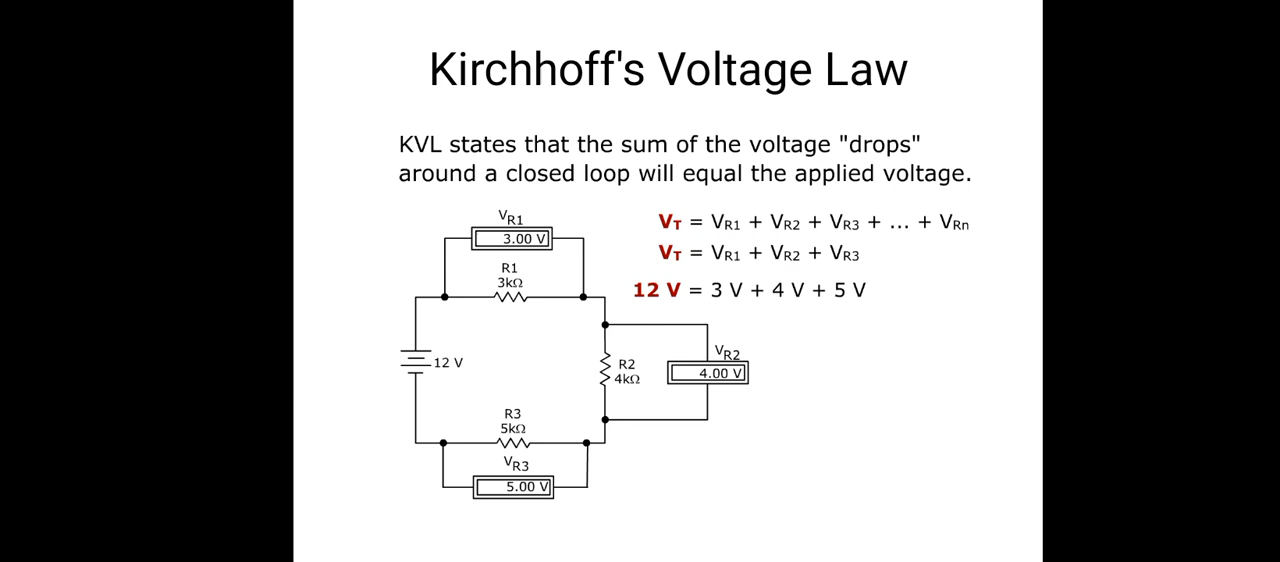 Kirchhoff's Voltage Law
KVL states that the sum of the voltage "drops"
around a closed loop will equal the applied voltage.
VR1
3.00 V
R1
3kΩ
VT = VR1 + VR2 + VR3 + ... + VRn
VT = VR1 + VR2 + VR3
12 V = 3 V + 4 V + 5 V
12 V
R2
4kΩ
VR2
4.00 V
R3
5kΩ
VR3
5.00 V